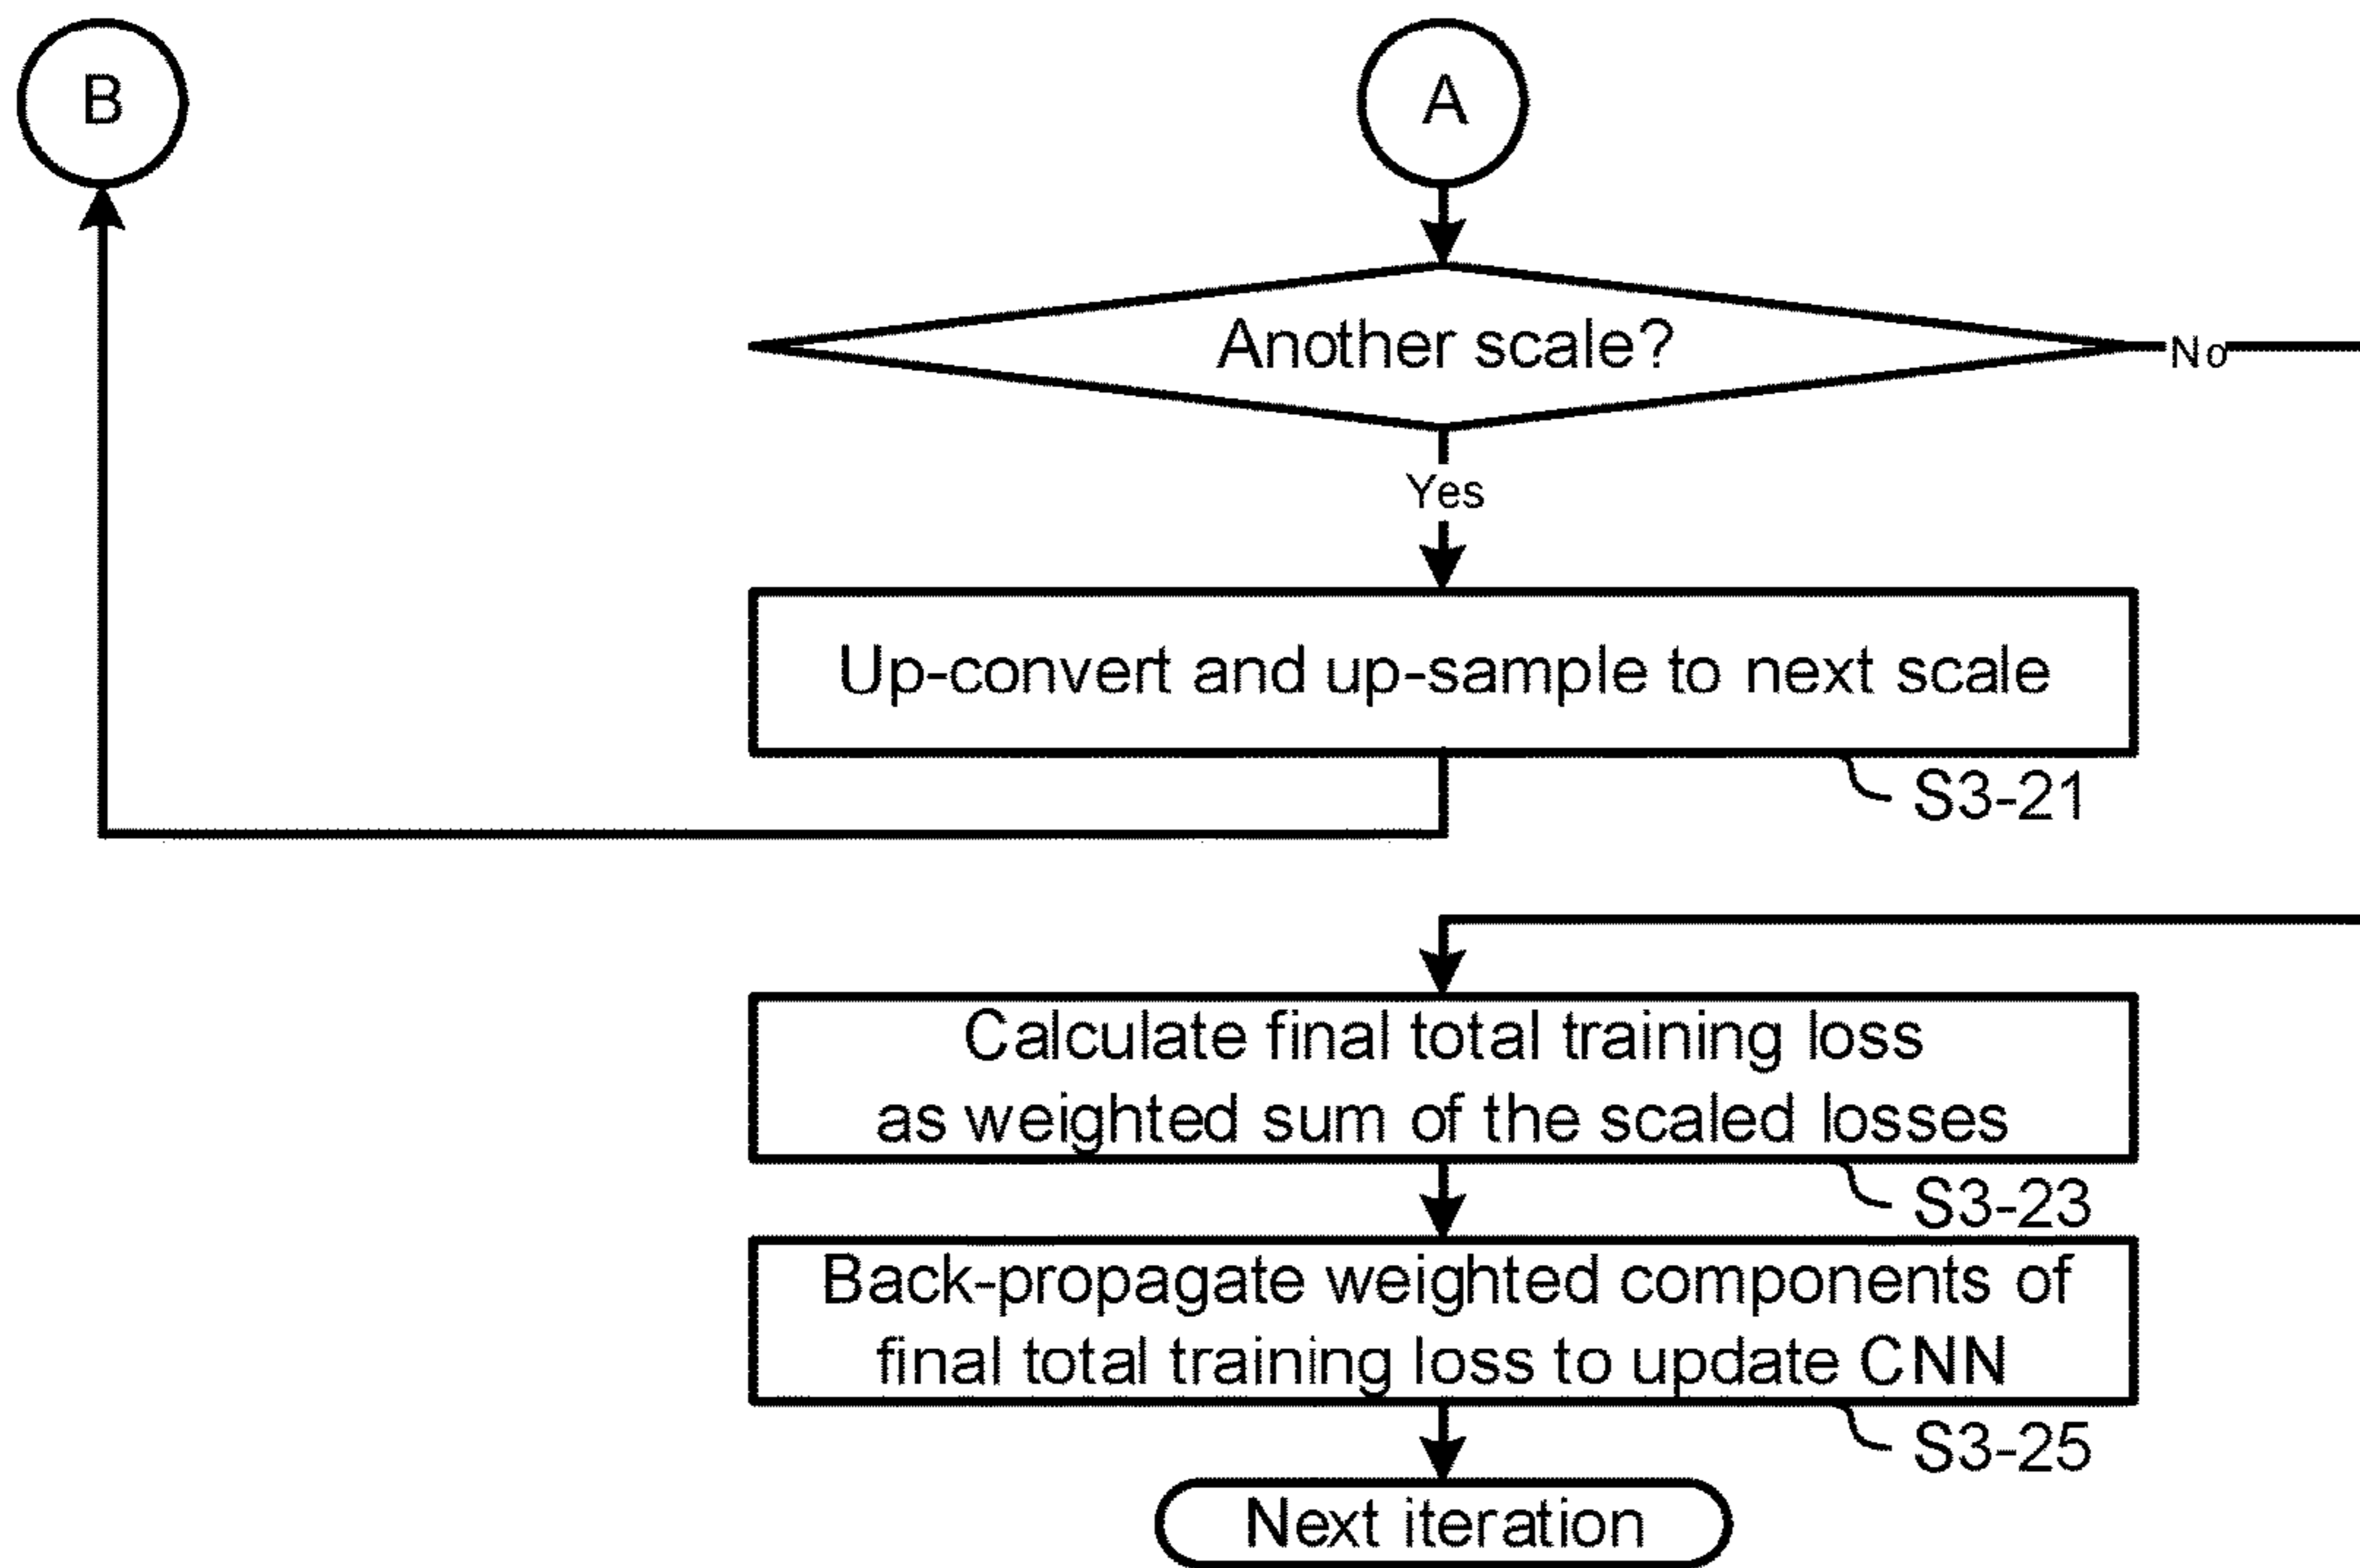 B
A
Another scale?
No
Yes
Up-convert and up-sample to next scale
S3-21
Calculate final total training loss
as weighted sum of the scaled losses
S3-23
Back-propagate weighted components of
final total training loss to update CNN
S3-25
Next iteration